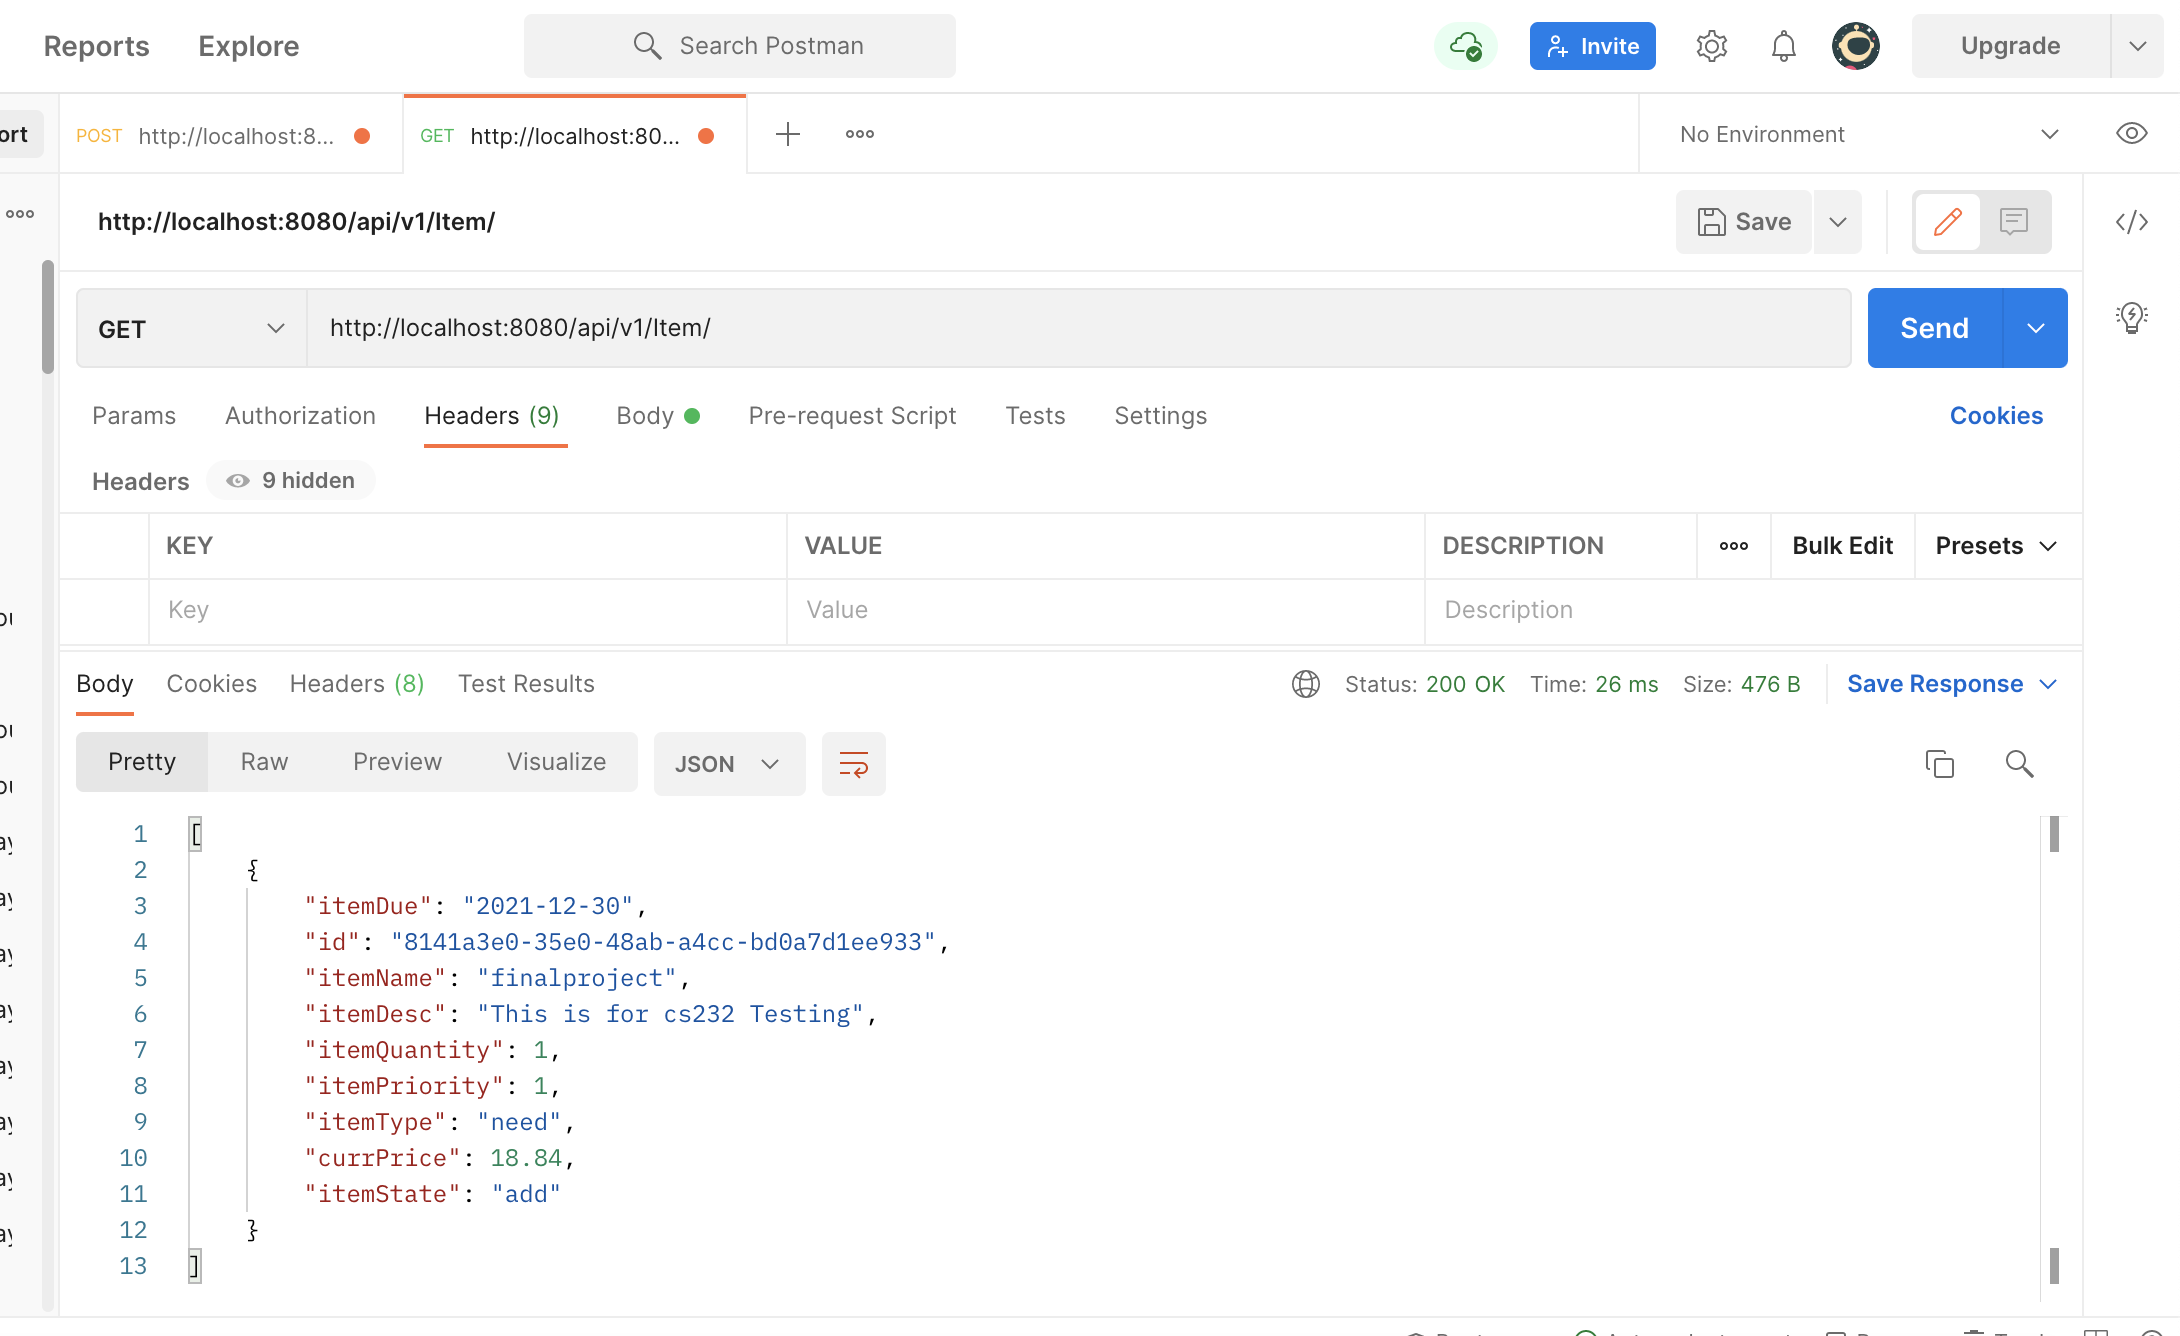 Reports Explore Search Postman Invite Upgrade
ort POST http://localhost:8... GET http://localhost:80... No Environment
http://localhost:8080/api/v1/Item/ Save
GET http://localhost:8080/api/v1/Item/ Send
Params Authorization Headers (9) Body Pre-request Script Tests Settings Cookies
Headers 9 hidden
KEY VALUE DESCRIPTION Bulk Edit Presets
Key Value Description
Body Cookies Headers (8) Test Results Status: 200 OK Time: 26 ms Size: 476 B Save Response
Pretty Raw Preview Visualize JSON
1 [
2 {
3 "itemDue": "2021-12-30",
4 "id": "8141a3e0-35e0-48ab-a4cc-bd0a7d1ee933",
5 "itemName": "finalproject",
6 "itemDesc": "This is for cs232 Testing",
7 "itemQuantity": 1,
8 "itemPriority": 1,
9 "itemType": "need",
10 "currPrice": 18.84,
11 "itemState": "add"
12 }
13 ]